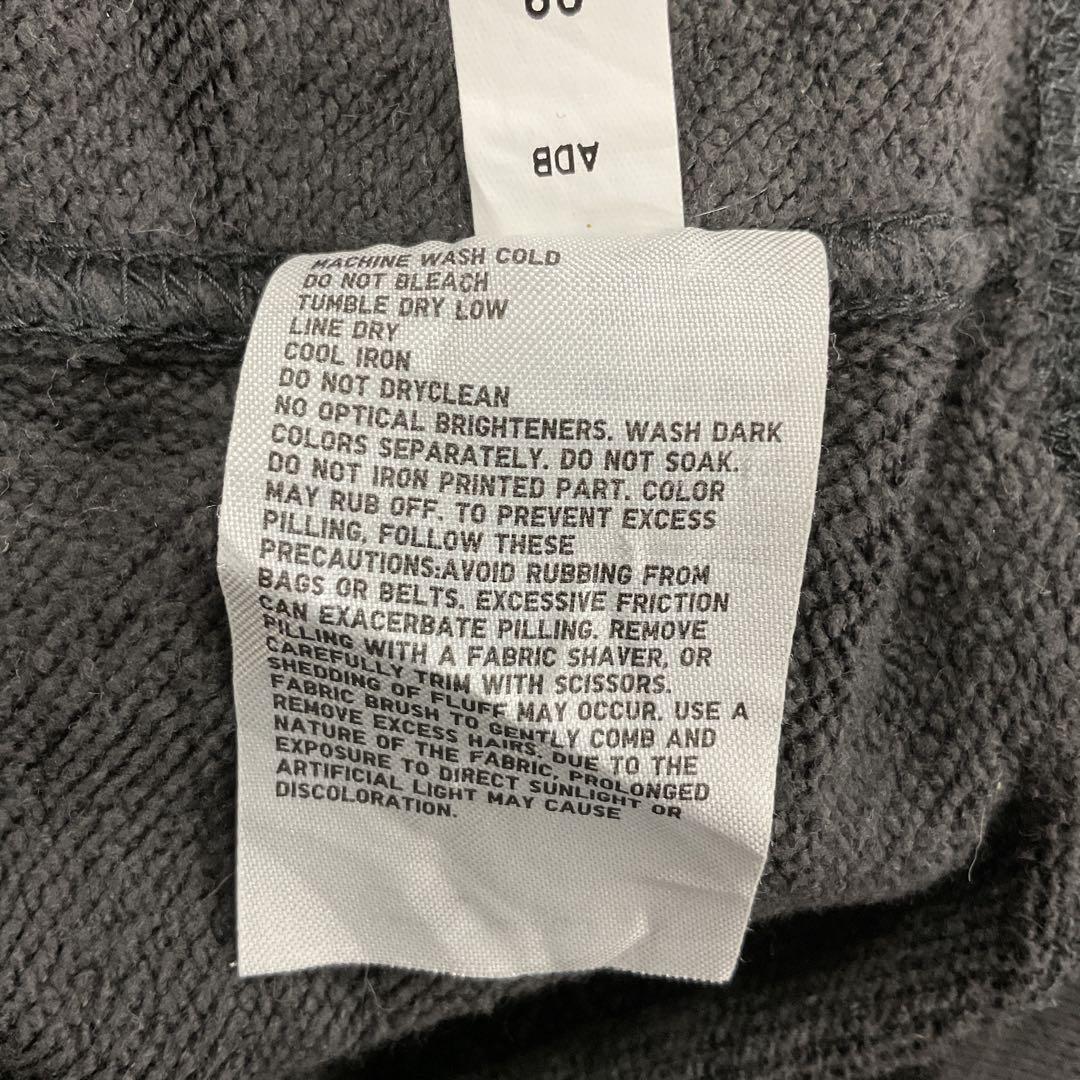 ADB
MACHINE WASH COLD
DO NOT BLEACH
TUMBLE DRY LOW
LINE DRY
COOL IRON
DO NOT DRYCLEAN
NO OPTICAL BRIGHTENERS. WASH DARK
COLORS SEPARATELY. DO NOT SOAK.
DO NOT IRON PRINTED PART. COLOR
MAY RUB OFF. TO PREVENT EXCESS
PILLING, FOLLOW THESE
PRECAUTIONS:AVOID RUBBING FROM
BAGS OR BELTS. EXCESSIVE FRICTION
CAN EXACERBATE PILLING. REMOVE
PILLING WITH A FABRIC SHAVER, OR
CAREFULLY TRIM WITH SCISSORS.
SHEDDING OF FLUFF MAY OCCUR. USE A
FABRIC BRUSH TO GENTLY COMB AND
REMOVE EXCESS HAIRS. DUE TO THE
NATURE OF THE FABRIC, PROLONGED
EXPOSURE TO DIRECT SUNLIGHT OR
ARTIFICIAL LIGHT MAY CAUSE
DISCOLORATION.